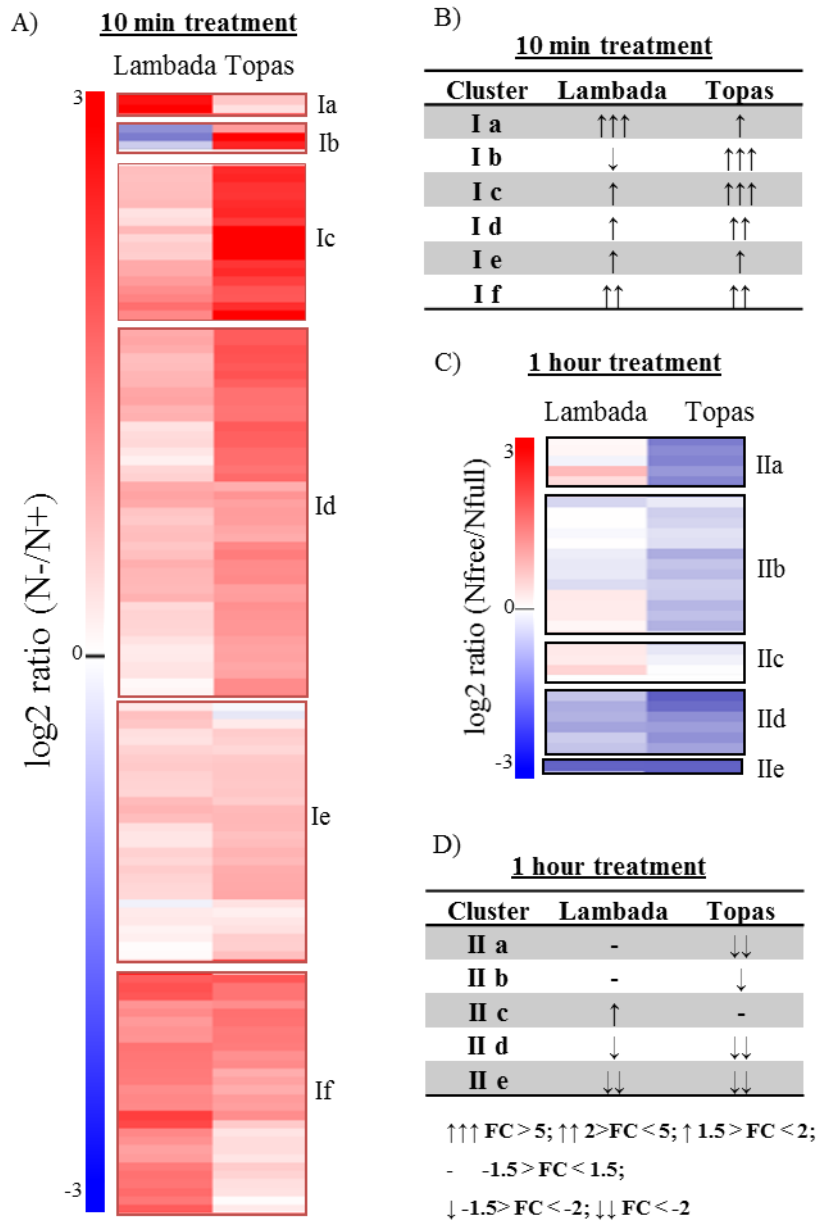 A)
10 min treatment
Lambada Topas
3
0
-3
log2 ratio (N-/N+)
Ia
Ib
Ic
Id
Ie
If
B)
10 min treatment
Cluster Lambada Topas
I a ↑↑↑ ↑
I b ↓ ↑↑↑
I c ↑ ↑↑↑
I d ↑ ↑↑
I e ↑ ↑
I f ↑↑ ↑↑
C)
1 hour treatment
Lambada Topas
3
0
-3
log2 ratio (Nfree/Nfull)
IIa
IIb
IIc
IId
IIe
D)
1 hour treatment
Cluster Lambada Topas
II a - ↓↓
II b - ↓
II c ↑ -
II d ↓ ↓↓
II e ↓↓ ↓↓
↑↑↑ FC > 5; ↑↑ 2>FC < 5; ↑ 1.5 > FC < 2;
- -1.5 > FC < 1.5;
↓ -1.5> FC < -2; ↓↓ FC < -2